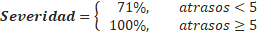 Severidad = { 71%, atrasos < 5
100%, atrasos ≥ 5